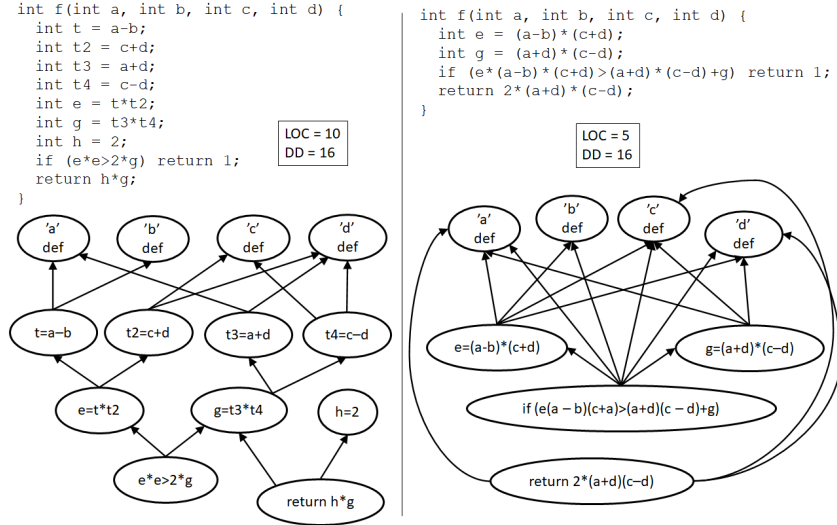 int f(int a, int b, int c, int d) {
int t = a-b;
int t2 = c+d;
int t3 = a+d;
int t4 = c-d;
int e = t*t2;
int g = t3*t4;
int h = 2;
if (e*e>2*g) return 1;
return h*g;
}
LOC = 10
DD = 16
'a'
def
'b'
def
'c'
def
'd'
def
t=a−b
t2=c+d
t3=a+d
t4=c−d
e=t*t2
g=t3*t4
h=2
e*e>2*g
return h*g
int f(int a, int b, int c, int d) {
int e = (a-b)*(c+d);
int g = (a+d)*(c-d);
if (e*(a-b)*(c+d)>(a+d)*(c-d)+g) return 1;
return 2*(a+d)*(c-d);
}
LOC = 5
DD = 16
'a'
def
'b'
def
'c'
def
'd'
def
e=(a-b)*(c+d)
g=(a+d)*(c−d)
if (e(a − b)(c+a)>(a+d)(c − d)+g)
return 2*(a+d)(c−d)